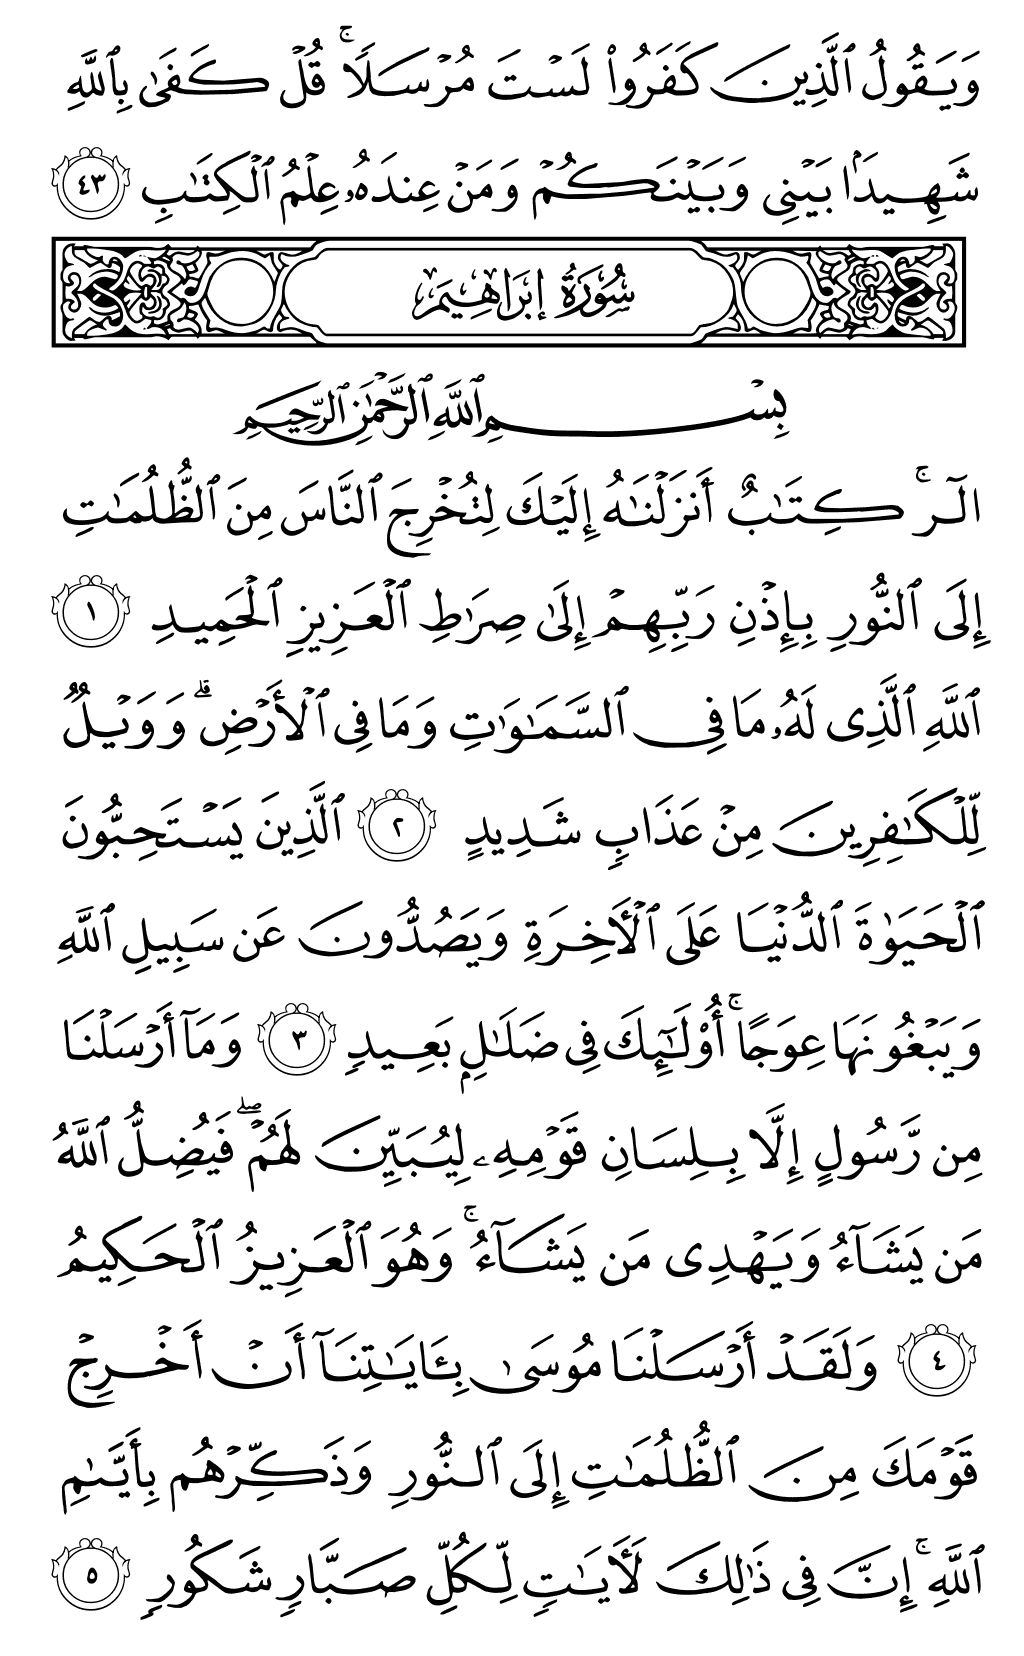 وَيَقُولُ ٱلَّذِينَ كَفَرُوا۟ لَسْتَ مُرْسَلًا ۚ قُلْ كَفَىٰ بِٱللَّهِ
شَهِيدًۢا بَيْنِى وَبَيْنَكُمْ وَمَنْ عِندَهُۥ عِلْمُ ٱلْكِتَٰبِ ٤٣
سُورَةُ إِبْرَاهِيمَ
بِسْمِ ٱللَّهِ ٱلرَّحْمَٰنِ ٱلرَّحِيمِ
الٓر ۚ كِتَٰبٌ أَنزَلْنَٰهُ إِلَيْكَ لِتُخْرِجَ ٱلنَّاسَ مِنَ ٱلظُّلُمَٰتِ
إِلَى ٱلنُّورِ بِإِذْنِ رَبِّهِمْ إِلَىٰ صِرَٰطِ ٱلْعَزِيزِ ٱلْحَمِيدِ ١
ٱللَّهِ ٱلَّذِى لَهُۥ مَا فِى ٱلسَّمَٰوَٰتِ وَمَا فِى ٱلْأَرْضِ ۗ وَوَيْلٌ
لِّلْكَٰفِرِينَ مِنْ عَذَابٍ شَدِيدٍ ٢ ٱلَّذِينَ يَسْتَحِبُّونَ
ٱلْحَيَوٰةَ ٱلدُّنْيَا عَلَى ٱلْأَخِرَةِ وَيَصُدُّونَ عَن سَبِيلِ ٱللَّهِ
وَيَبْغُونَهَا عِوَجًا ۚ أُو۟لَٰٓئِكَ فِى ضَلَٰلٍۭ بَعِيدٍ ٣ وَمَآ أَرْسَلْنَا
مِن رَّسُولٍ إِلَّا بِلِسَانِ قَوْمِهِۦ لِيُبَيِّنَ لَهُمْ ۖ فَيُضِلُّ ٱللَّهُ
مَن يَشَآءُ وَيَهْدِى مَن يَشَآءُ ۚ وَهُوَ ٱلْعَزِيزُ ٱلْحَكِيمُ
٤ وَلَقَدْ أَرْسَلْنَا مُوسَىٰ بِـَٔايَٰتِنَآ أَنْ أَخْرِجْ
قَوْمَكَ مِنَ ٱلظُّلُمَٰتِ إِلَى ٱلنُّورِ وَذَكِّرْهُم بِأَيَّىٰمِ
ٱللَّهِ ۚ إِنَّ فِى ذَٰلِكَ لَأٓيَٰتٍ لِّكُلِّ صَبَّارٍ شَكُورٍ ٥